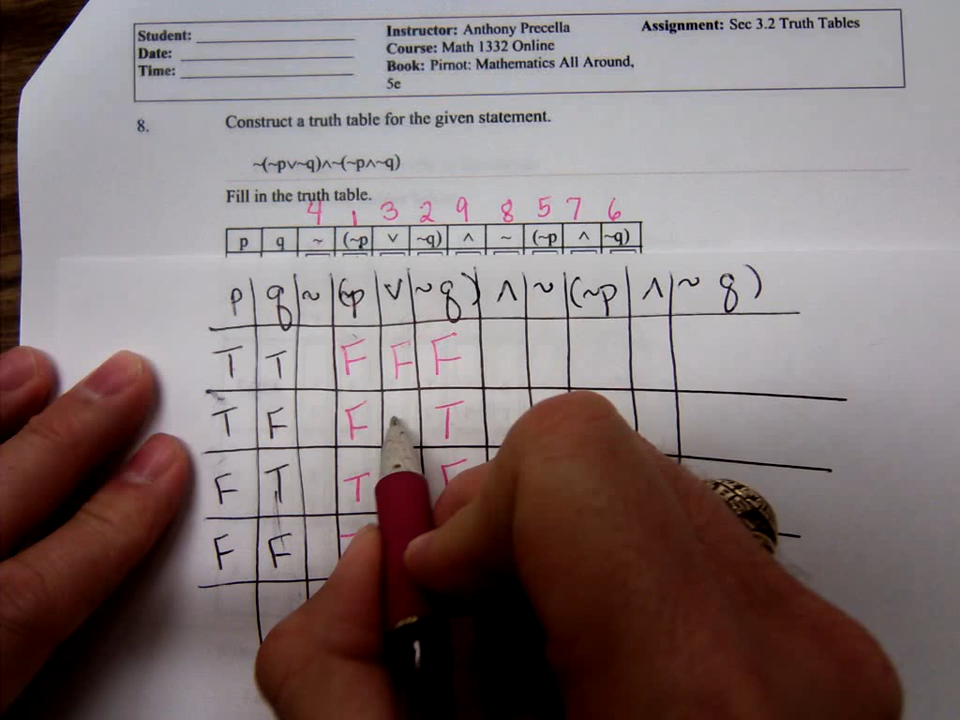 Student: Instructor: Anthony Precella Assignment: Sec 3.2 Truth Tables
Date: Course: Math 1332 Online
Time: Book: Pirnot: Mathematics All Around,
5e
8. Construct a truth table for the given statement.
~(~p∨~q)∧~(~p∧~q)
Fill in the truth table.
4 1 3 2 9 8 5 7 6
p q ~ (~p ∨ ~q) ∧ ~ (~p ∧ ~q)
p q ~ (~p ∨ ~q) ∧ ~ (~p ∧ ~q)
T T F F F
T F F T
F T T F
F F